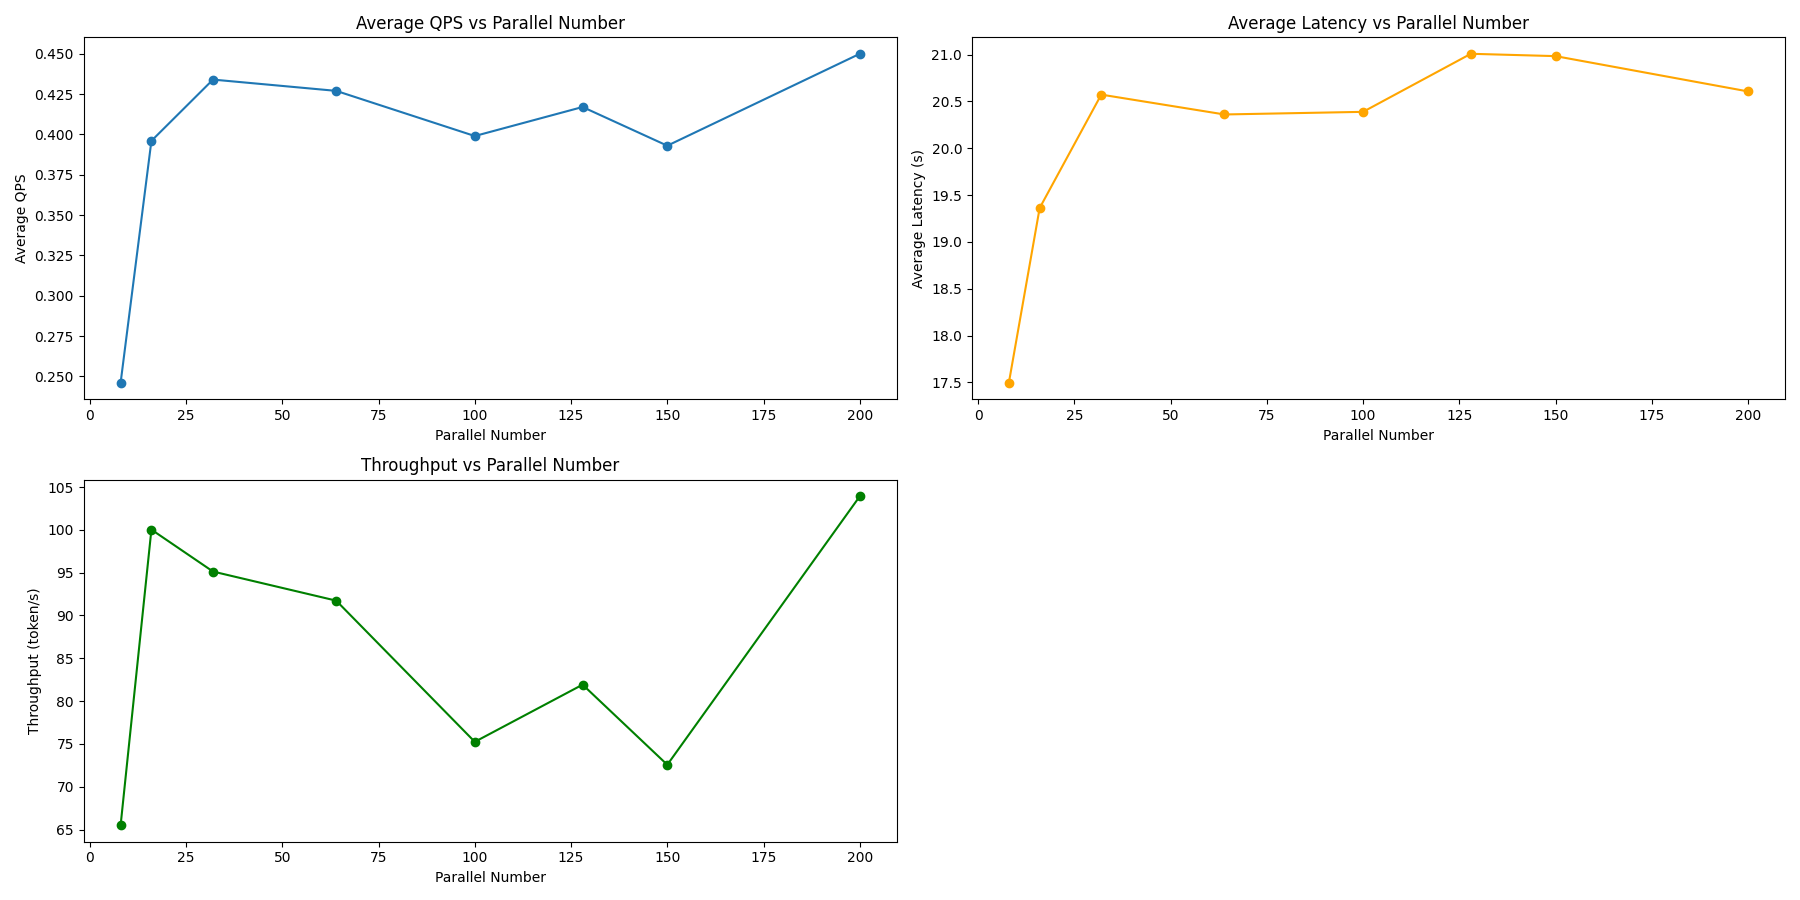 Average QPS vs Parallel Number
Average QPS
0.450
0.425
0.400
0.375
0.350
0.325
0.300
0.275
0.250
0 25 50 75 100 125 150 175 200
Parallel Number
Average Latency vs Parallel Number
Average Latency (s)
21.0
20.5
20.0
19.5
19.0
18.5
18.0
17.5
0 25 50 75 100 125 150 175 200
Parallel Number
Throughput vs Parallel Number
Throughput (token/s)
105
100
95
90
85
80
75
70
65
0 25 50 75 100 125 150 175 200
Parallel Number